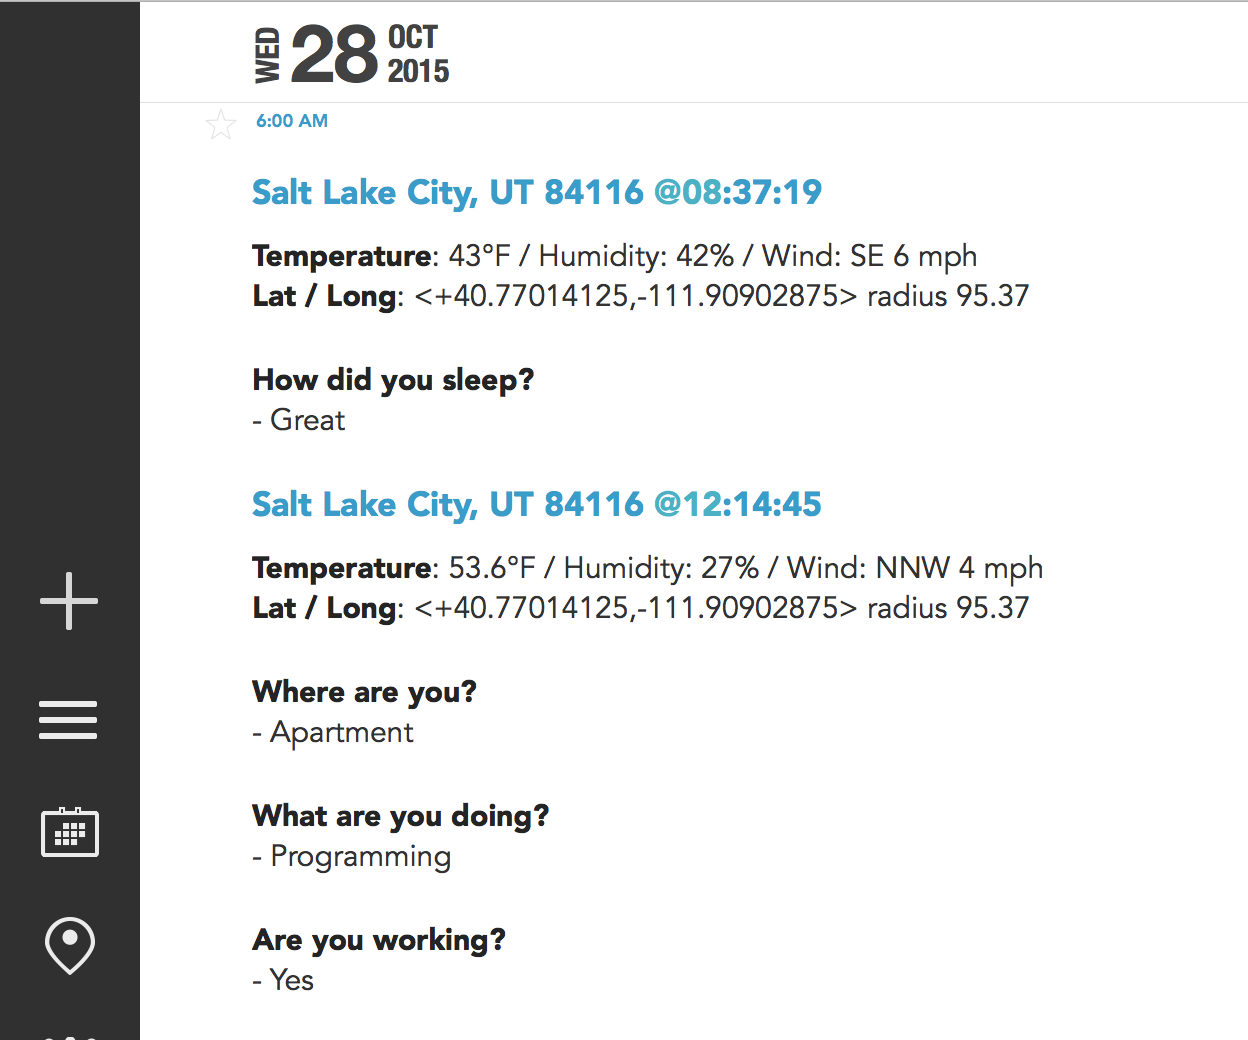 WED 28 OCT
2015
6:00 AM
Salt Lake City, UT 84116 @08:37:19
Temperature: 43°F / Humidity: 42% / Wind: SE 6 mph
Lat / Long: <+40.77014125,-111.90902875> radius 95.37
How did you sleep?
- Great
Salt Lake City, UT 84116 @12:14:45
Temperature: 53.6°F / Humidity: 27% / Wind: NNW 4 mph
Lat / Long: <+40.77014125,-111.90902875> radius 95.37
Where are you?
- Apartment
What are you doing?
- Programming
Are you working?
- Yes